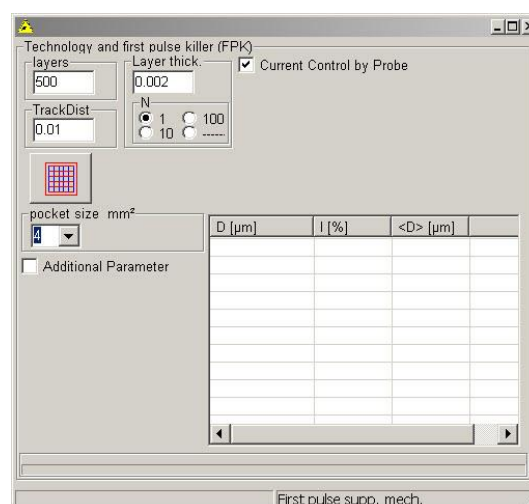 Technology and first pulse killer (FPK)
layers
500
Layer thick.
0.002
Current Control by Probe
TrackDist
0.01
N
1
100
10
-----
pocket size mm²
4
D [µm] I [%] <D> [µm]
Additional Parameter
First pulse supp. mech.